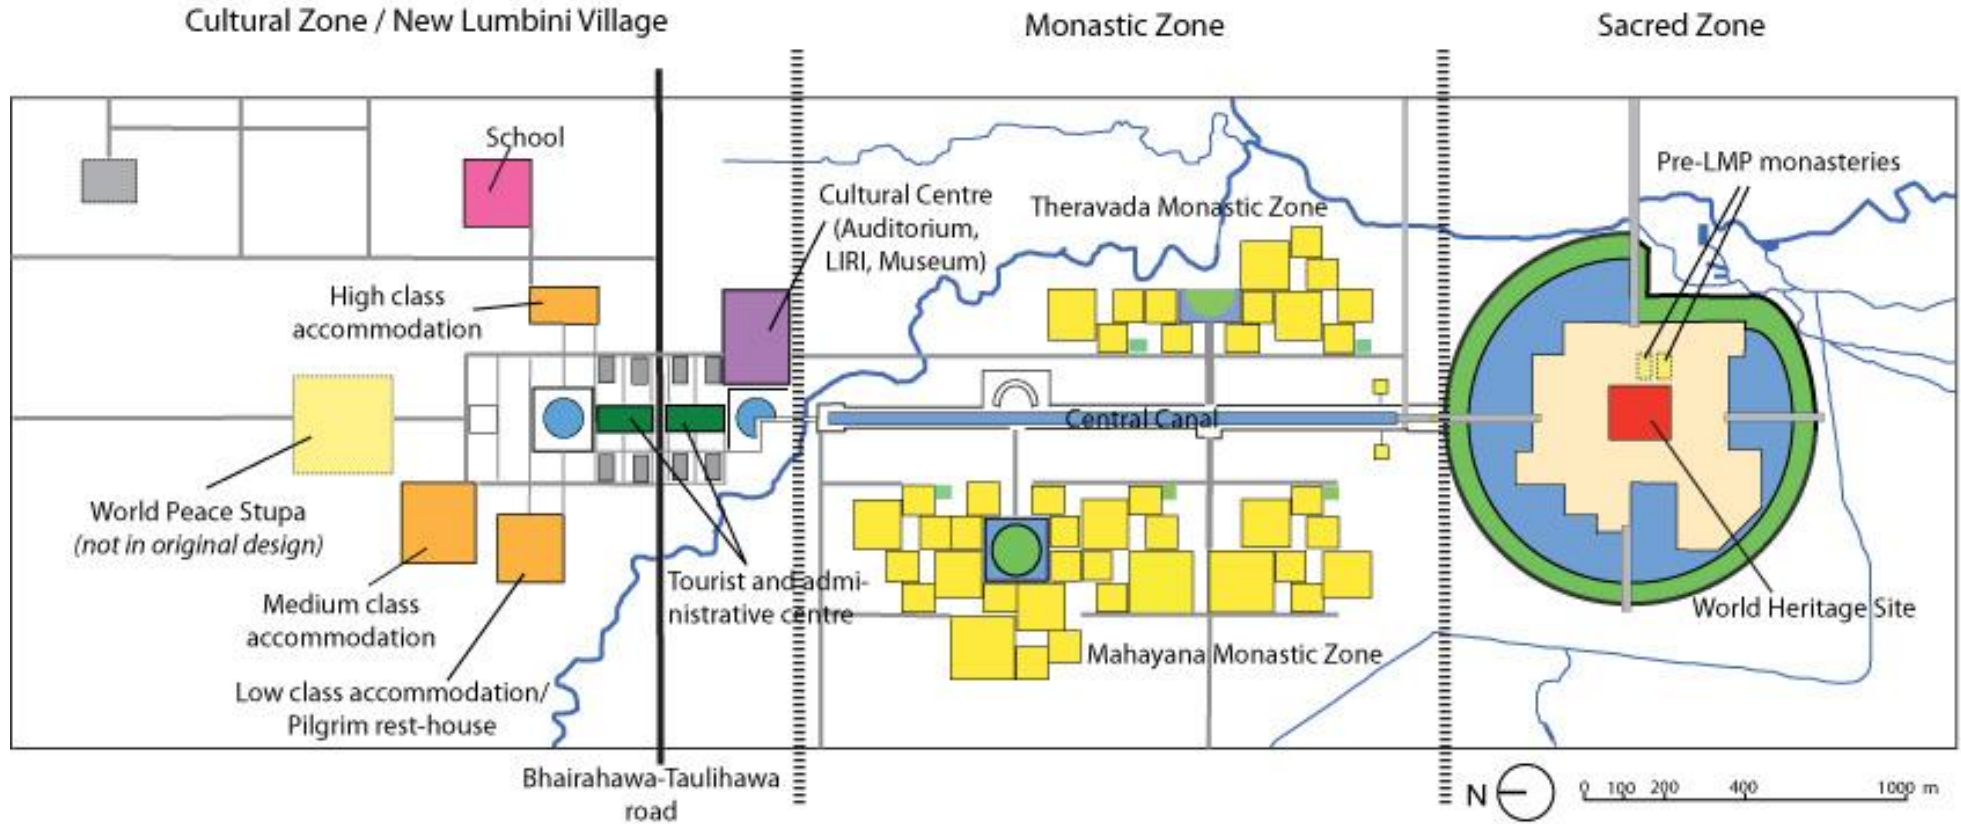 Cultural Zone / New Lumbini Village
Monastic Zone
Sacred Zone
School
Cultural Centre
(Auditorium,
LIRI, Museum)
Theravada Monastic Zone
Pre-LMP monasteries
High class
accommodation
Central Canal
World Peace Stupa
(not in original design)
Medium class
accommodation
Low class accommodation/
Pilgrim rest-house
Tourist and admi-
nistrative centre
Mahayana Monastic Zone
World Heritage Site
Bhairahawa-Taulihawa
road
N
0 100 200 400 1000 m